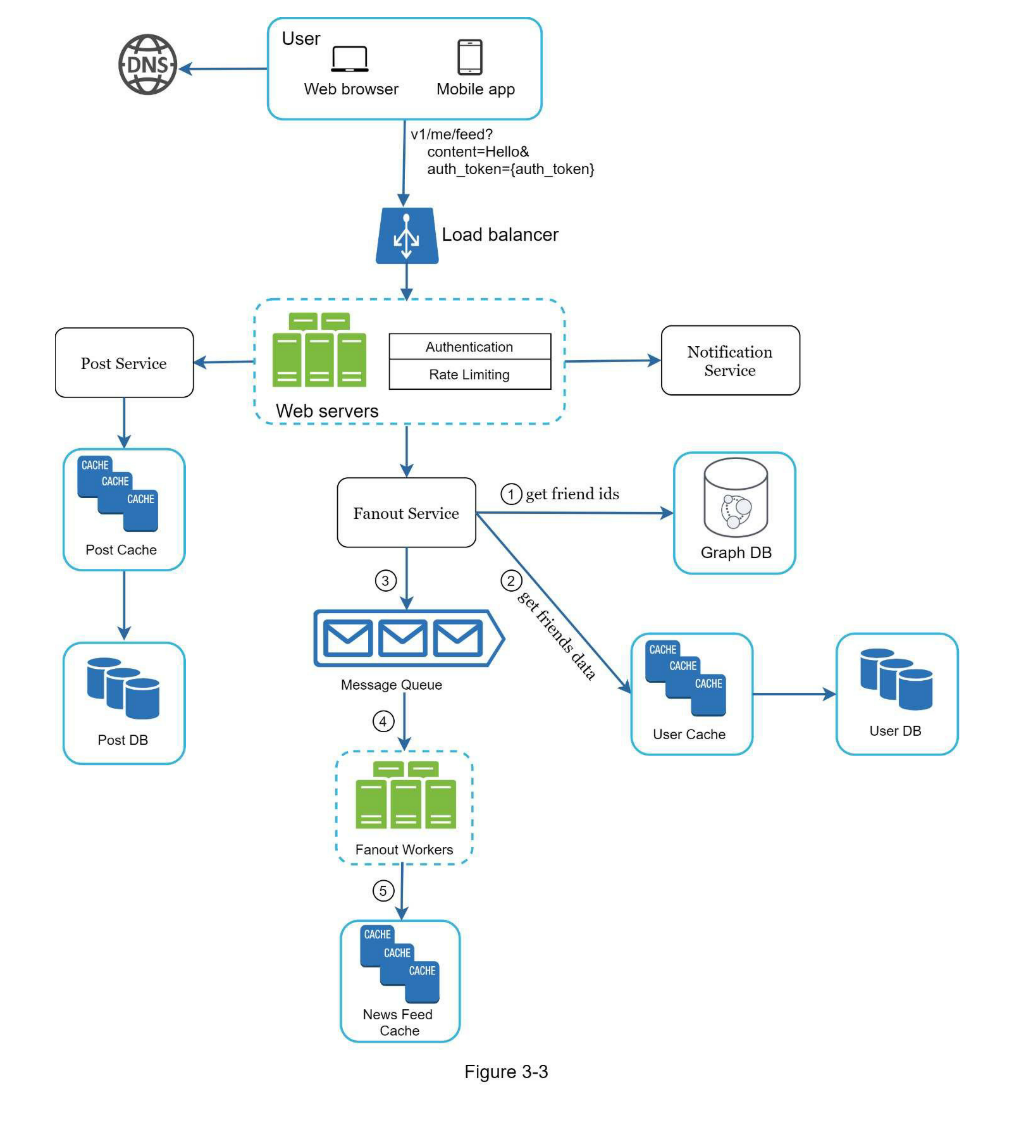 User
DNS
Web browser
Mobile app
v1/me/feed?
content=Hello&
auth_token={auth_token}
Load balancer
Authentication
Rate Limiting
Web servers
Post Service
Notification
Service
CACHE
CACHE
CACHE
Post Cache
Fanout Service
1 get friend ids
Graph DB
2 get friends data
3
Message Queue
Post DB
CACHE
CACHE
CACHE
User Cache
User DB
4
Fanout Workers
5
CACHE
CACHE
CACHE
News Feed
Cache
Figure 3-3